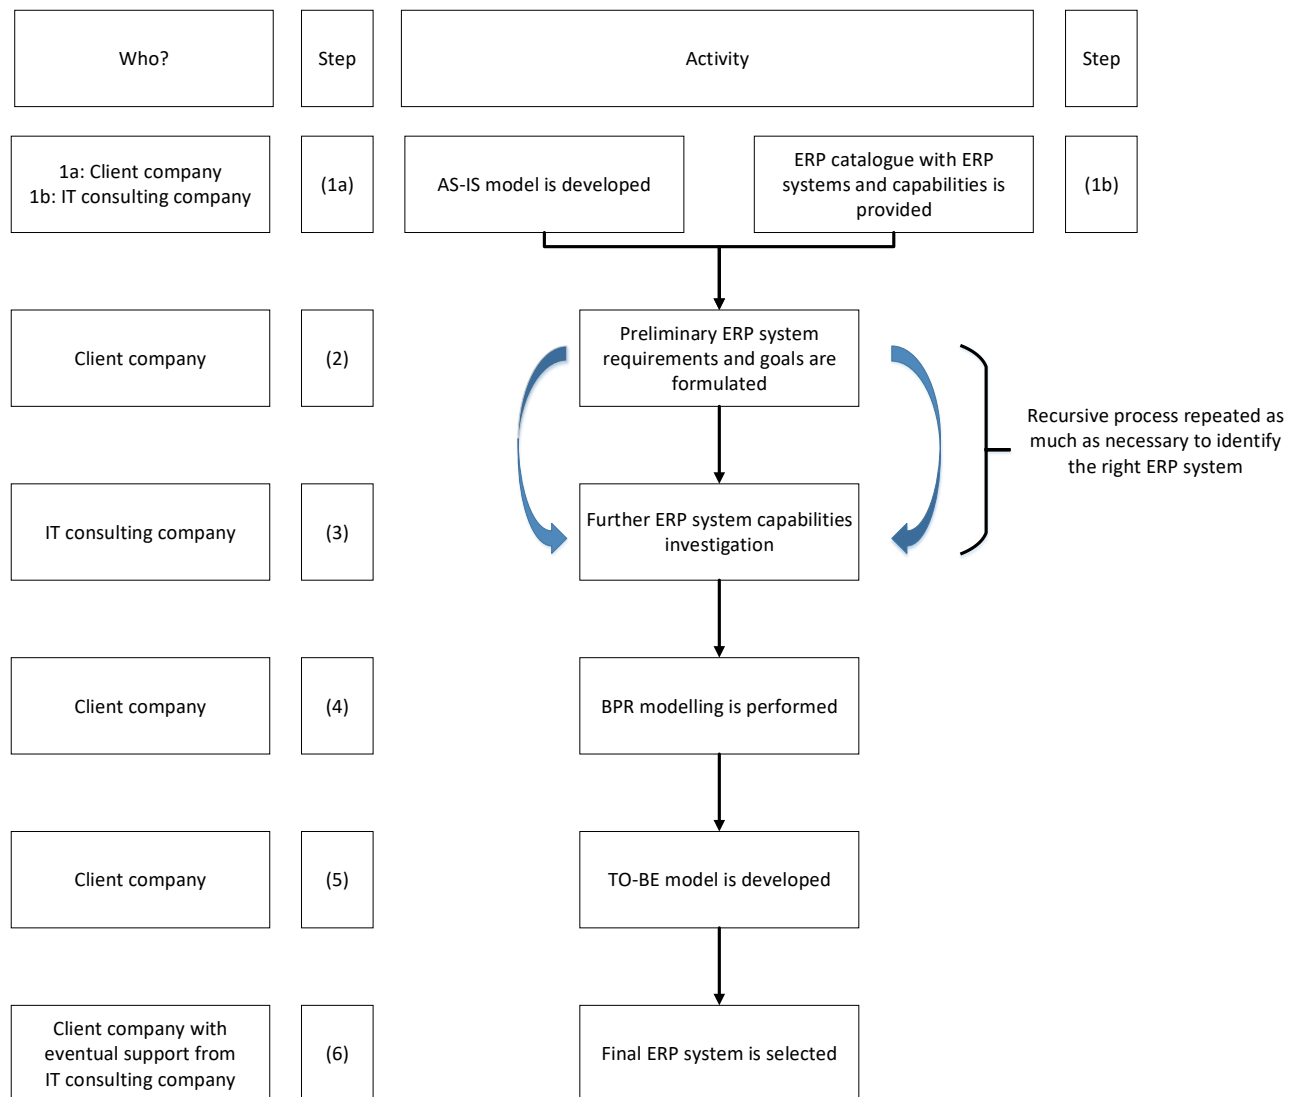 Who?
Step
Activity
Step
1a: Client company
1b: IT consulting company
(1a)
AS-IS model is developed
ERP catalogue with ERP
systems and capabilities is
provided
(1b)
Client company
(2)
Preliminary ERP system
requirements and goals are
formulated
Recursive process repeated as
much as necessary to identify
the right ERP system
IT consulting company
(3)
Further ERP system capabilities
investigation
Client company
(4)
BPR modelling is performed
Client company
(5)
TO-BE model is developed
Client company with
eventual support from
IT consulting company
(6)
Final ERP system is selected